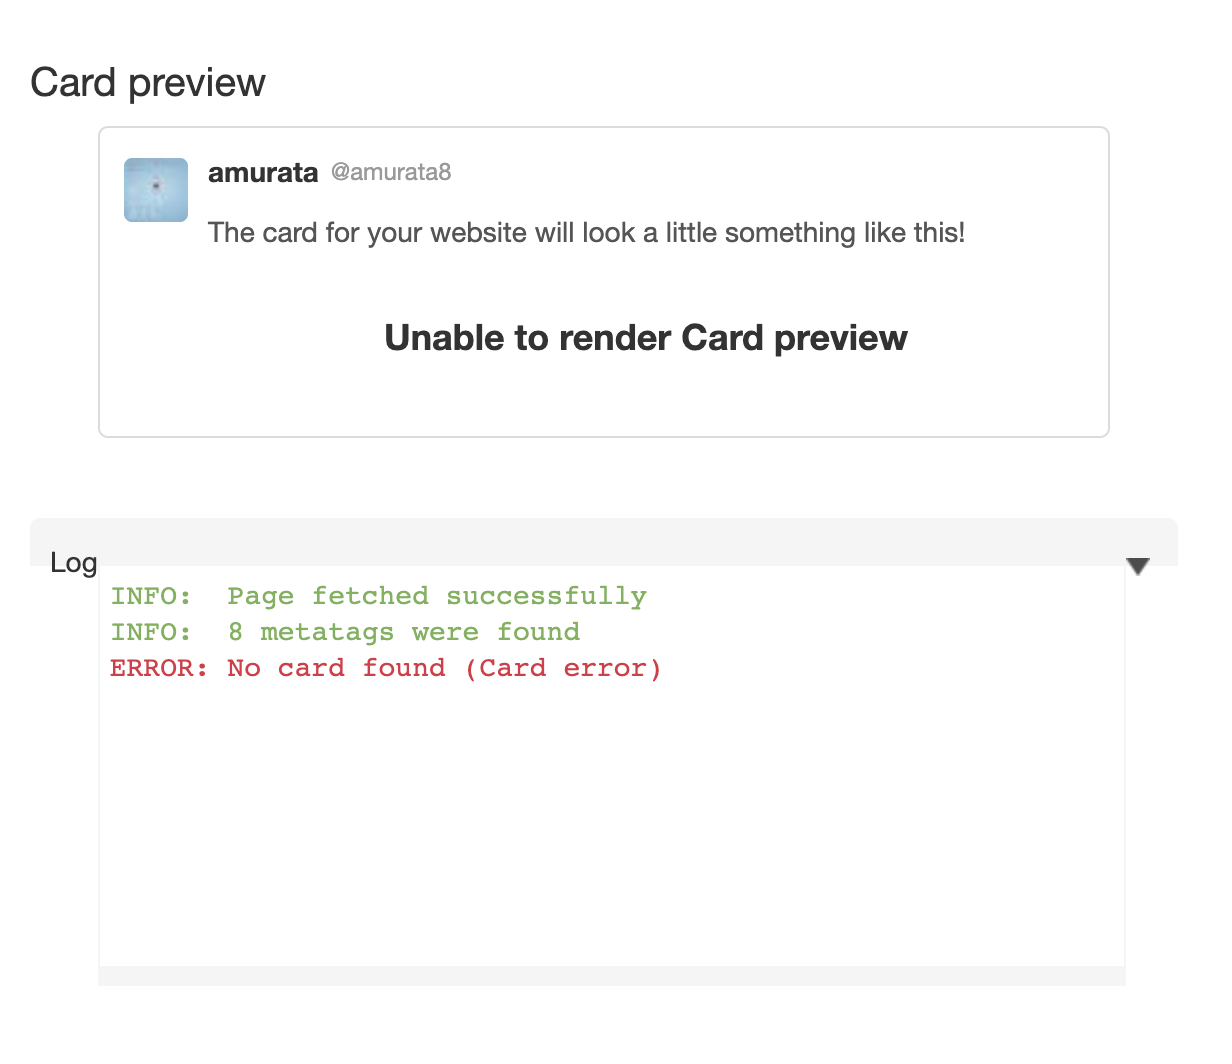 Card preview
amurata @amurata8
The card for your website will look a little something like this!
Unable to render Card preview
Log
INFO:  Page fetched successfully
INFO:  8 metatags were found
ERROR: No card found (Card error)